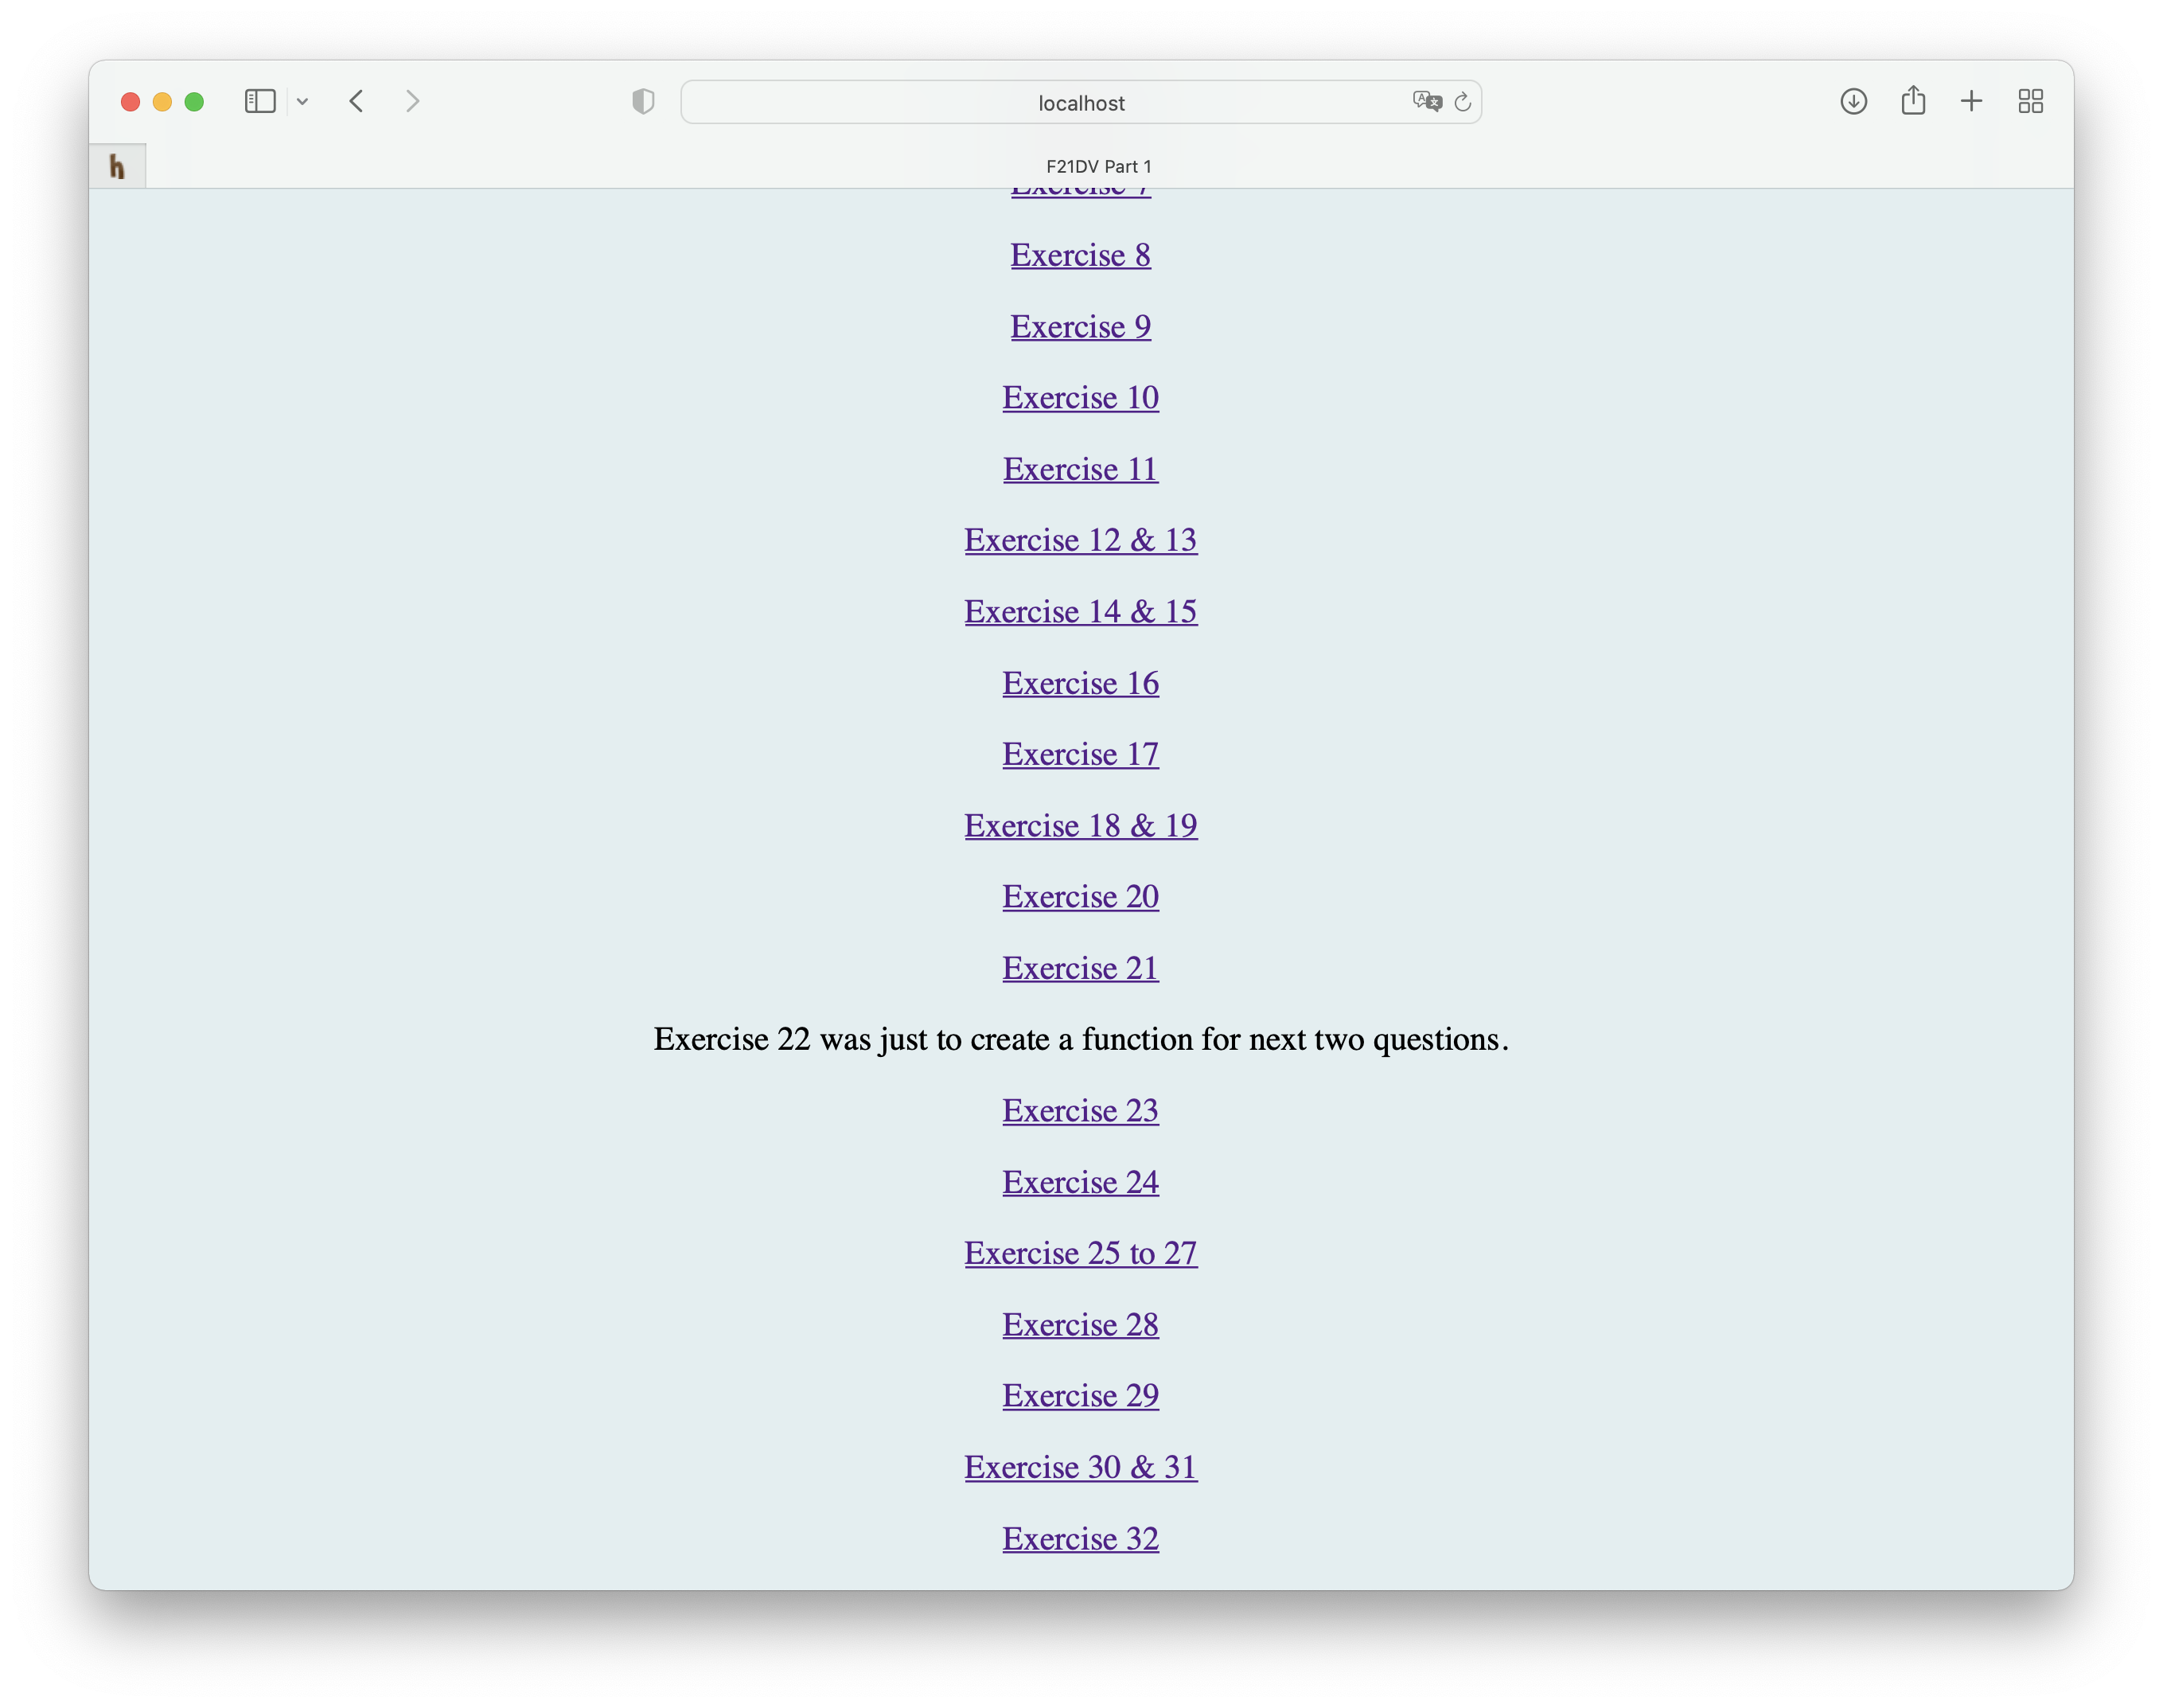 localhost
h
F21DV Part 1
Exercise 7
Exercise 8
Exercise 9
Exercise 10
Exercise 11
Exercise 12 & 13
Exercise 14 & 15
Exercise 16
Exercise 17
Exercise 18 & 19
Exercise 20
Exercise 21
Exercise 22 was just to create a function for next two questions.
Exercise 23
Exercise 24
Exercise 25 to 27
Exercise 28
Exercise 29
Exercise 30 & 31
Exercise 32